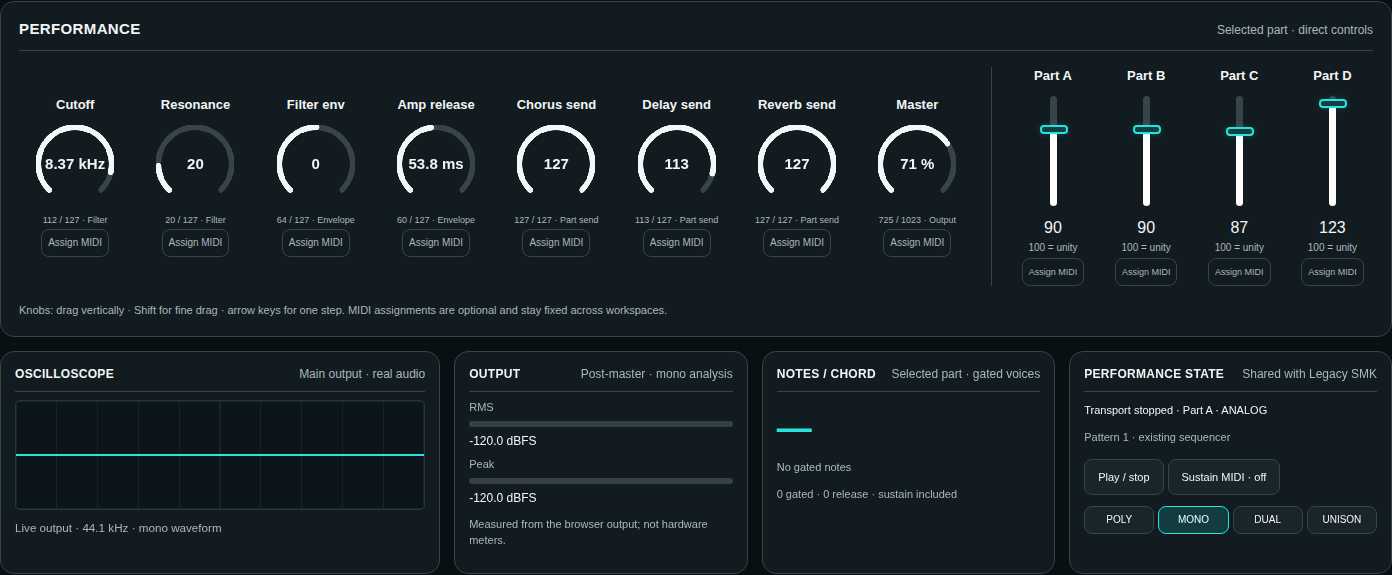 PERFORMANCE
Selected part · direct controls
Cutoff
Resonance
Filter env
Amp release
Chorus send
Delay send
Reverb send
Master
8.37 kHz
20
0
53.8 ms
127
113
127
71 %
112 / 127 · Filter
20 / 127 · Filter
64 / 127 · Envelope
60 / 127 · Envelope
127 / 127 · Part send
113 / 127 · Part send
127 / 127 · Part send
725 / 1023 · Output
Assign MIDI
Assign MIDI
Assign MIDI
Assign MIDI
Assign MIDI
Assign MIDI
Assign MIDI
Assign MIDI
Part A
Part B
Part C
Part D
90
90
87
123
100 = unity
100 = unity
100 = unity
100 = unity
Assign MIDI
Assign MIDI
Assign MIDI
Assign MIDI
Knobs: drag vertically · Shift for fine drag · arrow keys for one step. MIDI assignments are optional and stay fixed across workspaces.
OSCILLOSCOPE
Main output · real audio
Live output · 44.1 kHz · mono waveform
OUTPUT
Post-master · mono analysis
RMS
-120.0 dBFS
Peak
-120.0 dBFS
Measured from the browser output; not hardware
meters.
NOTES / CHORD
Selected part · gated voices
—
No gated notes
0 gated · 0 release · sustain included
PERFORMANCE STATE
Shared with Legacy SMK
Transport stopped · Part A · ANALOG
Pattern 1 · existing sequencer
Play / stop
Sustain MIDI · off
POLY
MONO
DUAL
UNISON